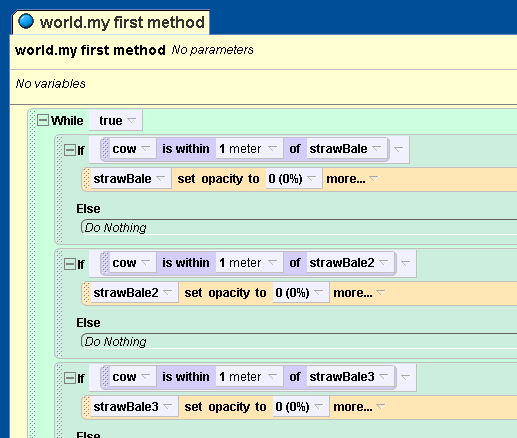 world.my first method
world.my first method No parameters
No variables
While true
If cow is within 1 meter of strawBale
strawBale set opacity to 0 (0%) more...
Else
Do Nothing
If cow is within 1 meter of strawBale2
strawBale2 set opacity to 0 (0%) more...
Else
Do Nothing
If cow is within 1 meter of strawBale3
strawBale3 set opacity to 0 (0%) more...
Else